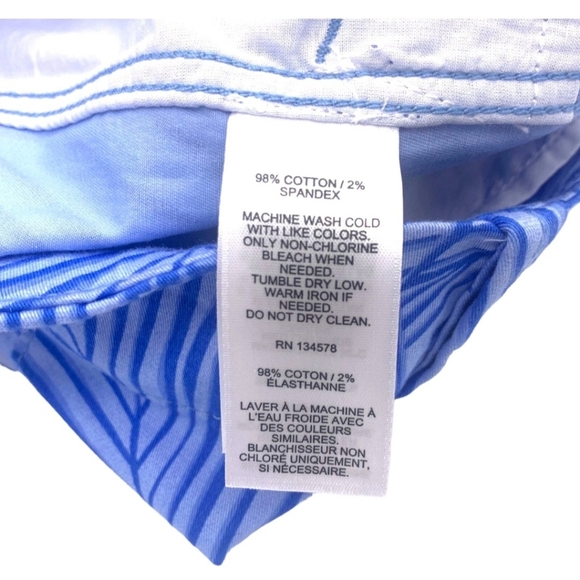 98% COTTON / 2%
SPANDEX
MACHINE WASH COLD
WITH LIKE COLORS.
ONLY NON-CHLORINE
BLEACH WHEN
NEEDED.
TUMBLE DRY LOW.
WARM IRON IF
NEEDED.
DO NOT DRY CLEAN.
RN 134578
98% COTON / 2%
ÉLASTHANNE
LAVER À LA MACHINE À
L'EAU FROIDE AVEC
DES COULEURS
SIMILAIRES.
BLANCHISSEUR NON
CHLORÉ UNIQUEMENT,
SI NÉCESSAIRE.